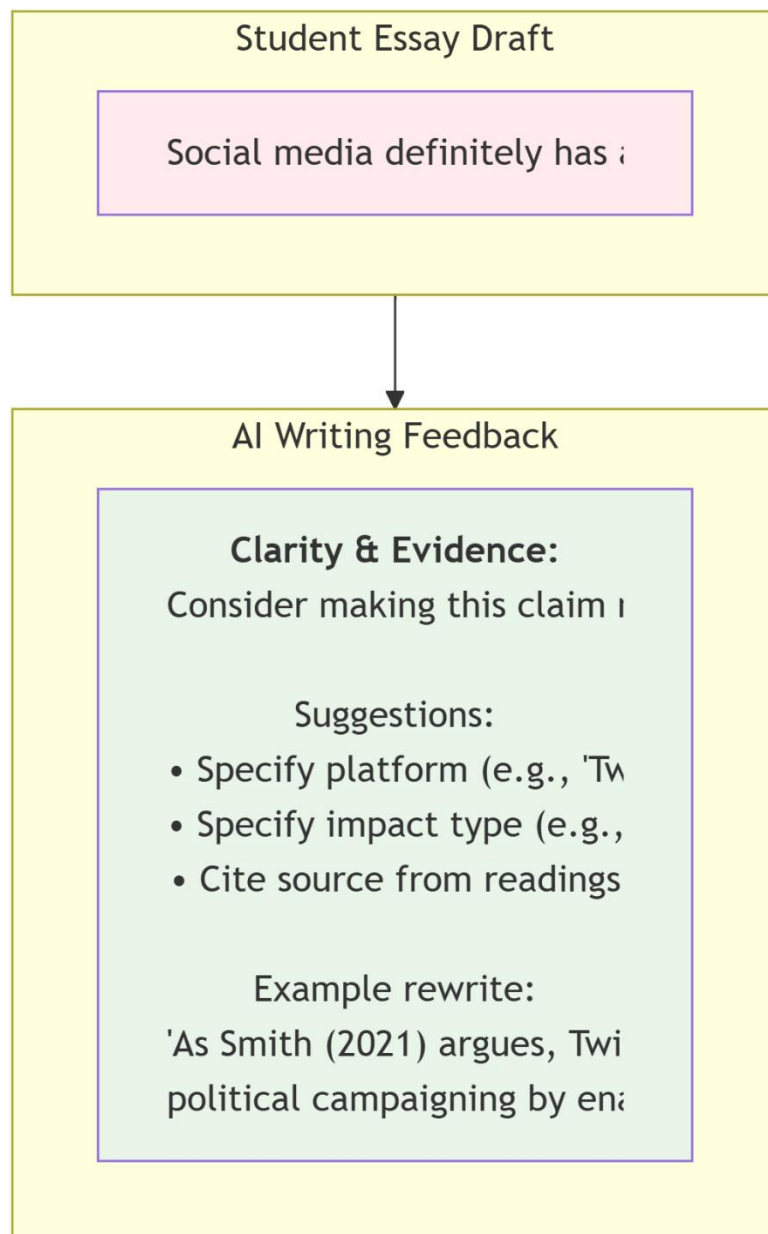 Student Essay Draft
Social media definitely has
AI Writing Feedback
Clarity & Evidence:
Consider making this claim
Suggestions:
• Specify platform (e.g., 'Tw
• Specify impact type (e.g.,
• Cite source from readings
Example rewrite:
'As Smith (2021) argues, Twi
political campaigning by ena